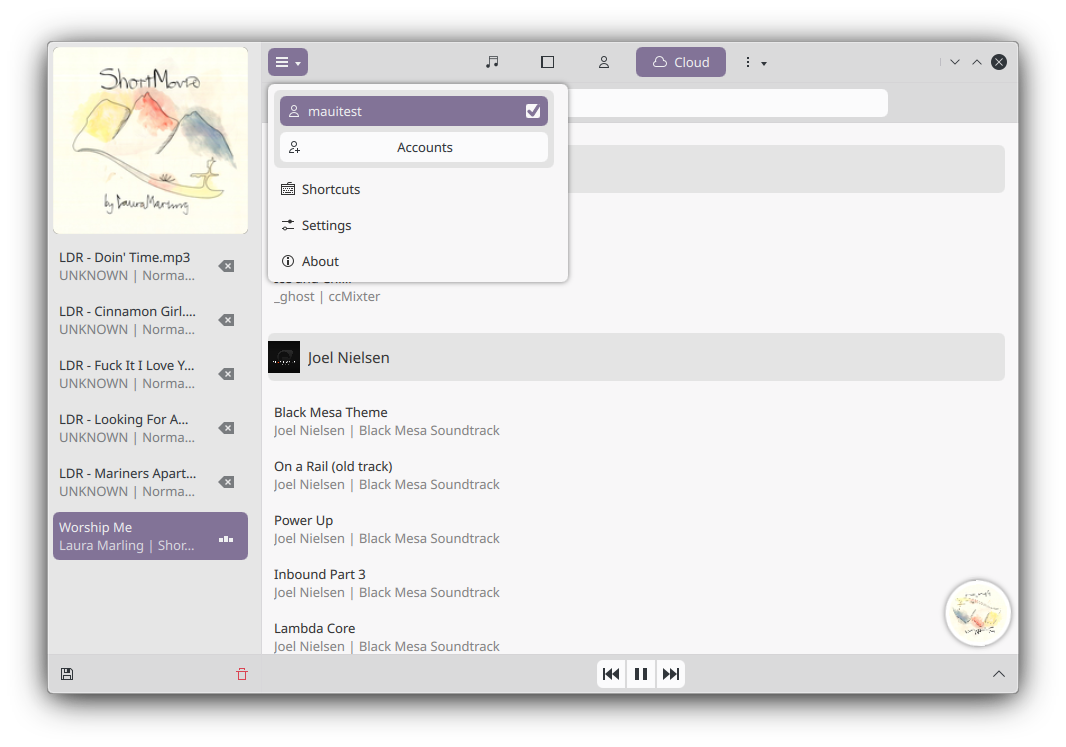 ShortMovie
by Laura Marling
LDR - Doin' Time.mp3
UNKNOWN | Norma...
LDR - Cinnamon Girl....
UNKNOWN | Norma...
LDR - Fuck It I Love Y...
UNKNOWN | Norma...
LDR - Looking For A...
UNKNOWN | Norma...
LDR - Mariners Apart...
UNKNOWN | Norma...
Worship Me
Laura Marling | Shor...
Cloud
mauitest
Accounts
Shortcuts
Settings
About
_ghost | ccMixter
Joel Nielsen
Black Mesa Theme
Joel Nielsen | Black Mesa Soundtrack
On a Rail (old track)
Joel Nielsen | Black Mesa Soundtrack
Power Up
Joel Nielsen | Black Mesa Soundtrack
Inbound Part 3
Joel Nielsen | Black Mesa Soundtrack
Lambda Core
Joel Nielsen | Black Mesa Soundtrack